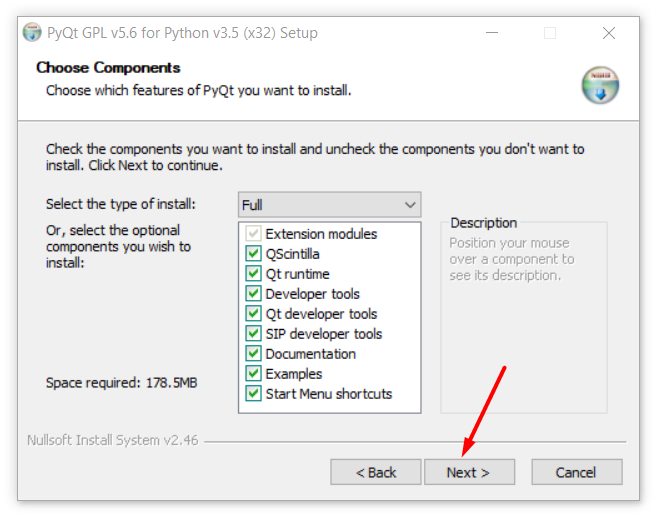 PyQt GPL v5.6 for Python v3.5 (x32) Setup
Choose Components
Choose which features of PyQt you want to install.
Check the components you want to install and uncheck the components you don't want to
install. Click Next to continue.
Select the type of install:
Full
Or, select the optional
components you wish to
install:
Extension modules
QScintilla
Qt runtime
Developer tools
Qt developer tools
SIP developer tools
Documentation
Examples
Start Menu shortcuts
Description
Position your mouse
over a component to
see its description.
Space required: 178.5MB
Nullsoft Install System v2.46
< Back
Next >
Cancel